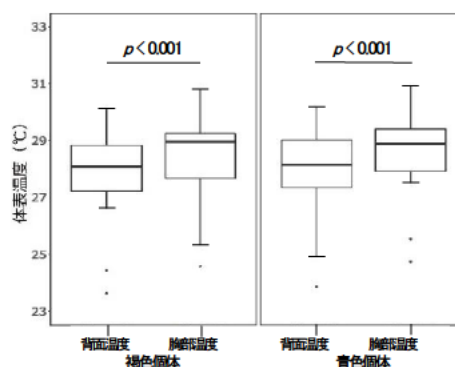 33
31
29
27
25
23
体表温度 (℃)
p < 0.001
p < 0.001
背面温度 胸部温度 背面温度 胸部温度
褐色個体 青色個体